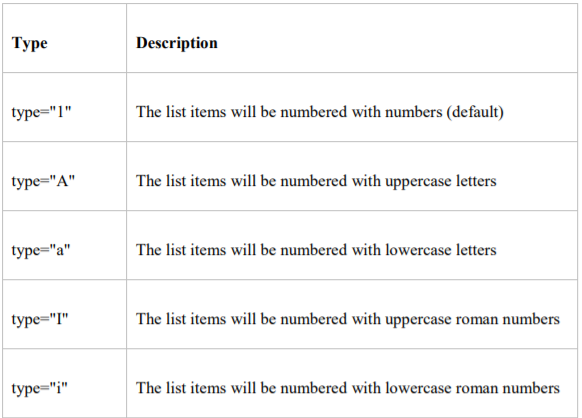 Type Description
type="1" The list items will be numbered with numbers (default)
type="A" The list items will be numbered with uppercase letters
type="a" The list items will be numbered with lowercase letters
type="I" The list items will be numbered with uppercase roman numbers
type="i" The list items will be numbered with lowercase roman numbers